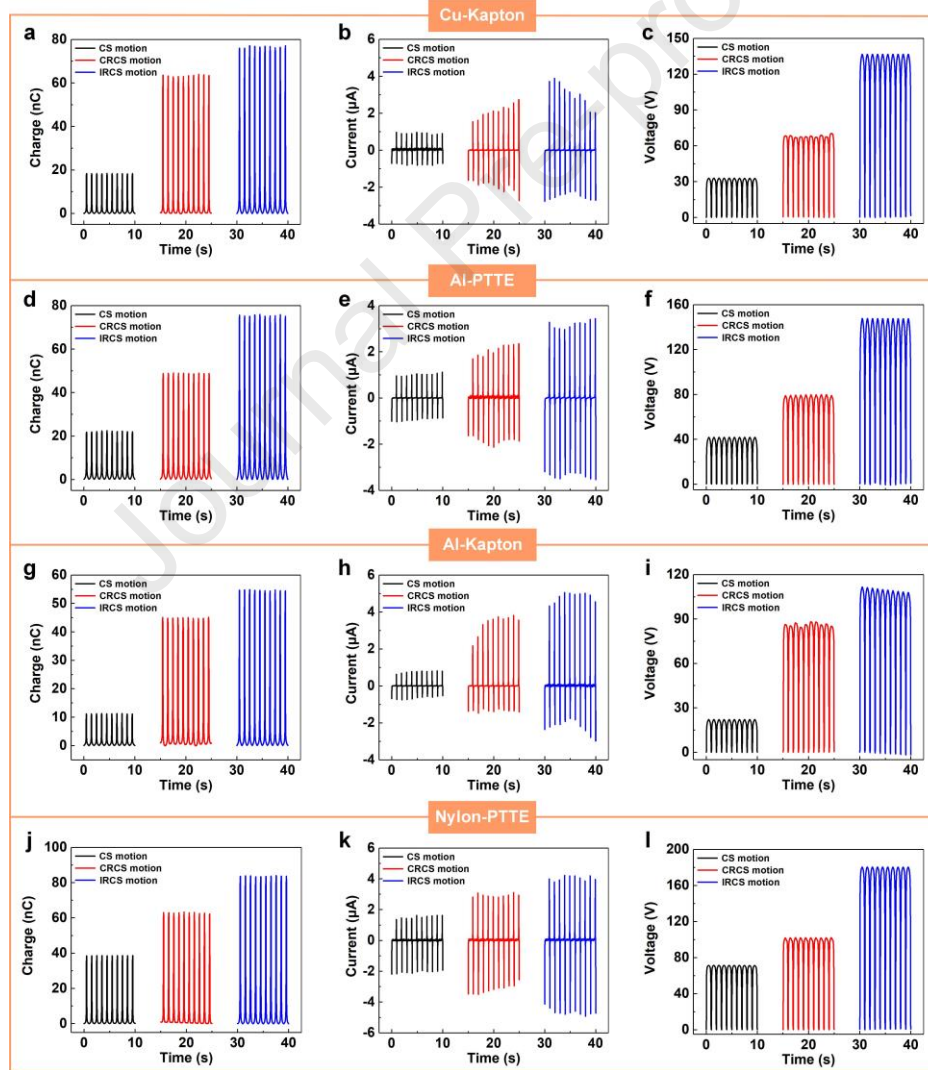 Journal Pre-pro
Cu-Kapton
a
CS motion
CRCS motion
IRCS motion
Charge (nC)
80
60
40
20
0
0 10 20 30 40
Time (s)
b
CS motion
CRCS motion
IRCS motion
Current (μA)
6
4
2
0
-2
-4
0 10 20 30 40
Time (s)
c
CS motion
CRCS motion
IRCS motion
Voltage (V)
150
120
90
60
30
0
0 10 20 30 40
Time (s)
Al-PTTE
d
CS motion
CRCS motion
IRCS motion
Charge (nC)
80
60
40
20
0
0 10 20 30 40
Time (s)
e
CS motion
CRCS motion
IRCS motion
Current (μA)
4
2
0
-2
-4
0 10 20 30 40
Time (s)
f
CS motion
CRCS motion
IRCS motion
Voltage (V)
160
120
80
40
0
0 10 20 30 40
Time (s)
Al-Kapton
g
CS motion
CRCS motion
IRCS motion
Charge (nC)
60
50
40
30
20
10
0
0 10 20 30 40
Time (s)
h
CS motion
CRCS motion
IRCS motion
Current (μA)
6
4
2
0
-2
-4
0 10 20 30 40
Time (s)
i
CS motion
CRCS motion
IRCS motion
Voltage (V)
120
90
60
30
0
0 10 20 30 40
Time (s)
Nylon-PTTE
j
CS motion
CRCS motion
IRCS motion
Charge (nC)
100
80
60
40
20
0
0 10 20 30 40
Time (s)
k
CS motion
CRCS motion
IRCS motion
Current (μA)
6
4
2
0
-2
-4
-6
0 10 20 30 40
Time (s)
l
CS motion
CRCS motion
IRCS motion
Voltage (V)
200
160
120
80
40
0
0 10 20 30 40
Time (s)